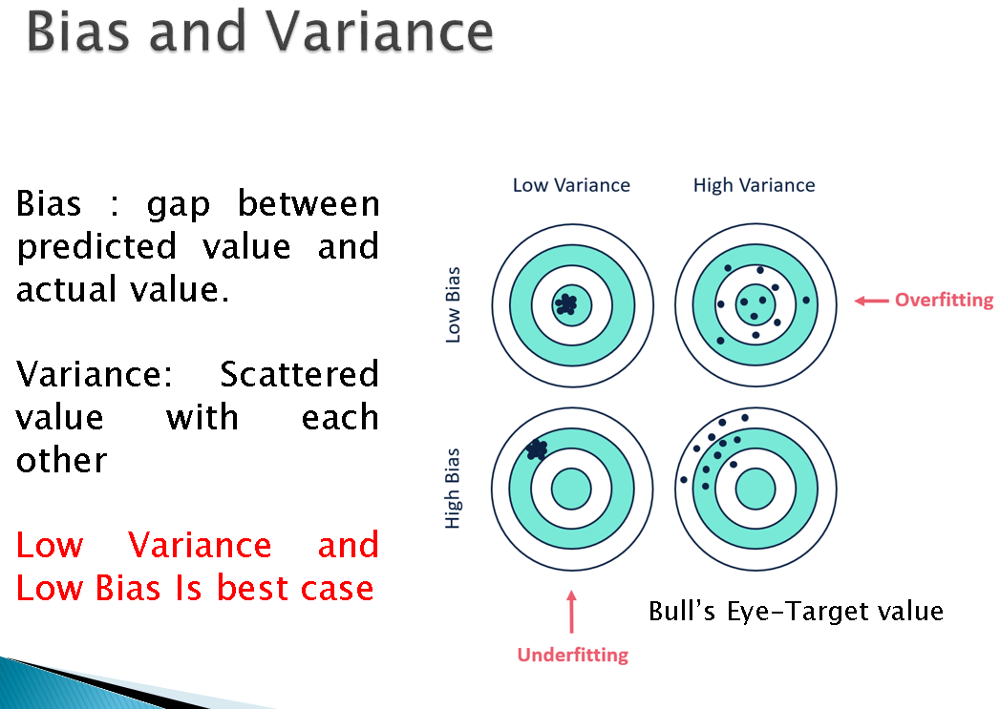 Bias and Variance
Bias : gap between
predicted value and
actual value.
Variance: Scattered
value with each
other
Low Variance and
Low Bias Is best case
Low Variance
High Variance
Low Bias
Overfitting
High Bias
Bull’s Eye-Target value
Underfitting